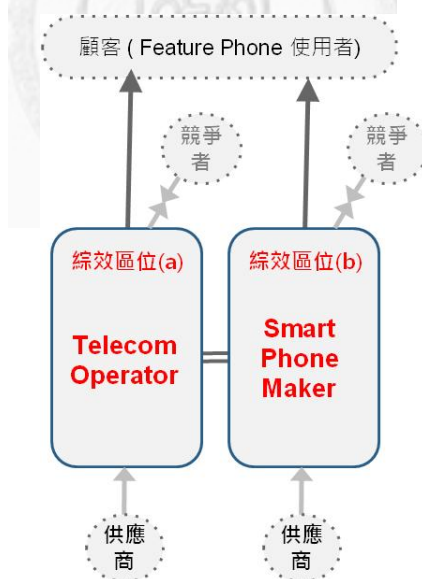 顧客 ( Feature Phone 使用者)
競爭
者
競爭
者
綜效區位(a)
Telecom
Operator
綜效區位(b)
Smart
Phone
Maker
供應
商
供應
商